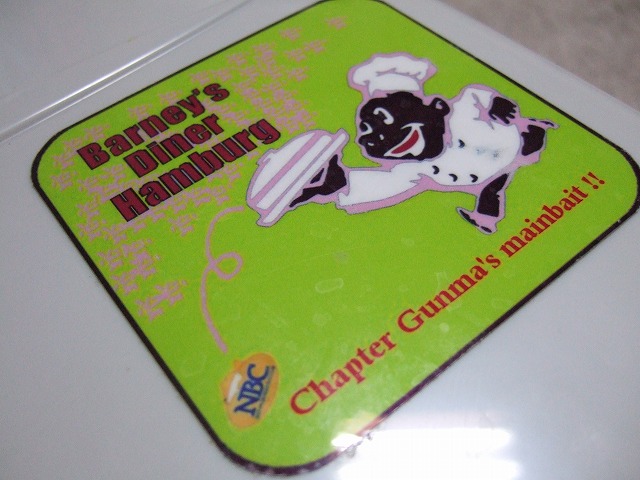 Barney's
Diner
Hamburg
Chapter Gunma's mainbait !!
NBC